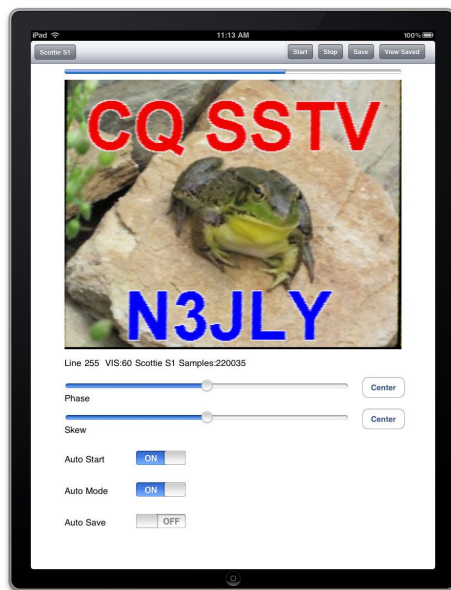 iPad 11:13 AM 100%
Scottie S1 Start Stop Save View Saved
CQ SSTV
N3JLY
Line 255 VIS:60 Scottie S1 Samples:220035
Center
Phase
Center
Skew
Auto Start ON
Auto Mode ON
Auto Save OFF